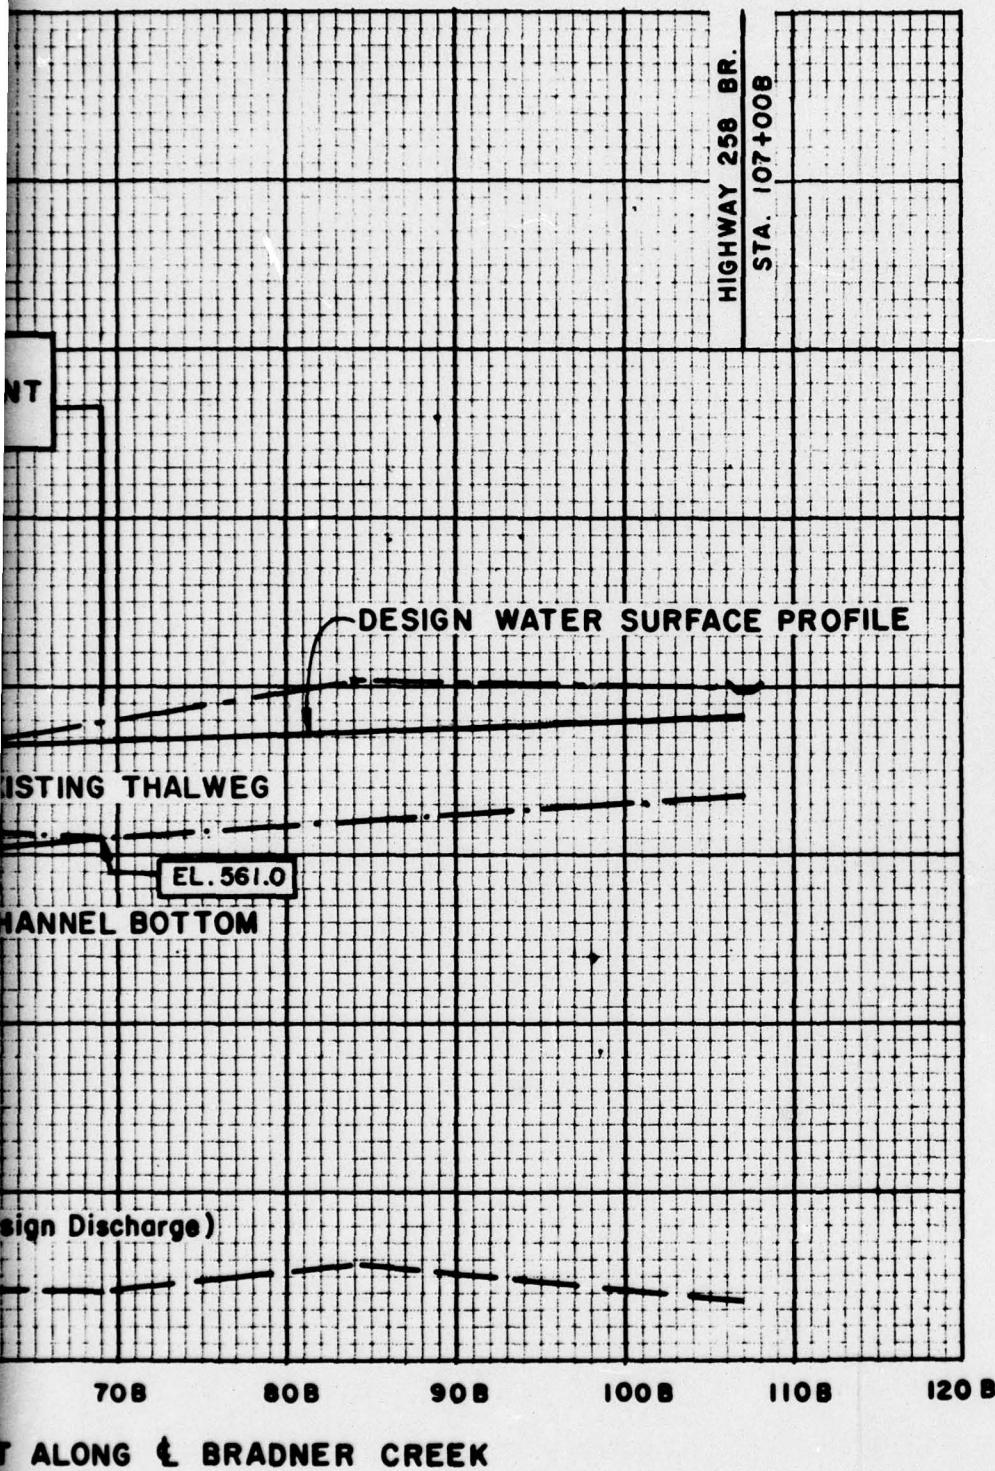 HIGHWAY 258 BR.
STA. 107+00B
NT
DESIGN WATER SURFACE PROFILE
ISTING THALWEG
EL. 561.0
HANNEL BOTTOM
sign Discharge)
70B 80B 90B 100B 110B 120B
T ALONG ℄ BRADNER CREEK